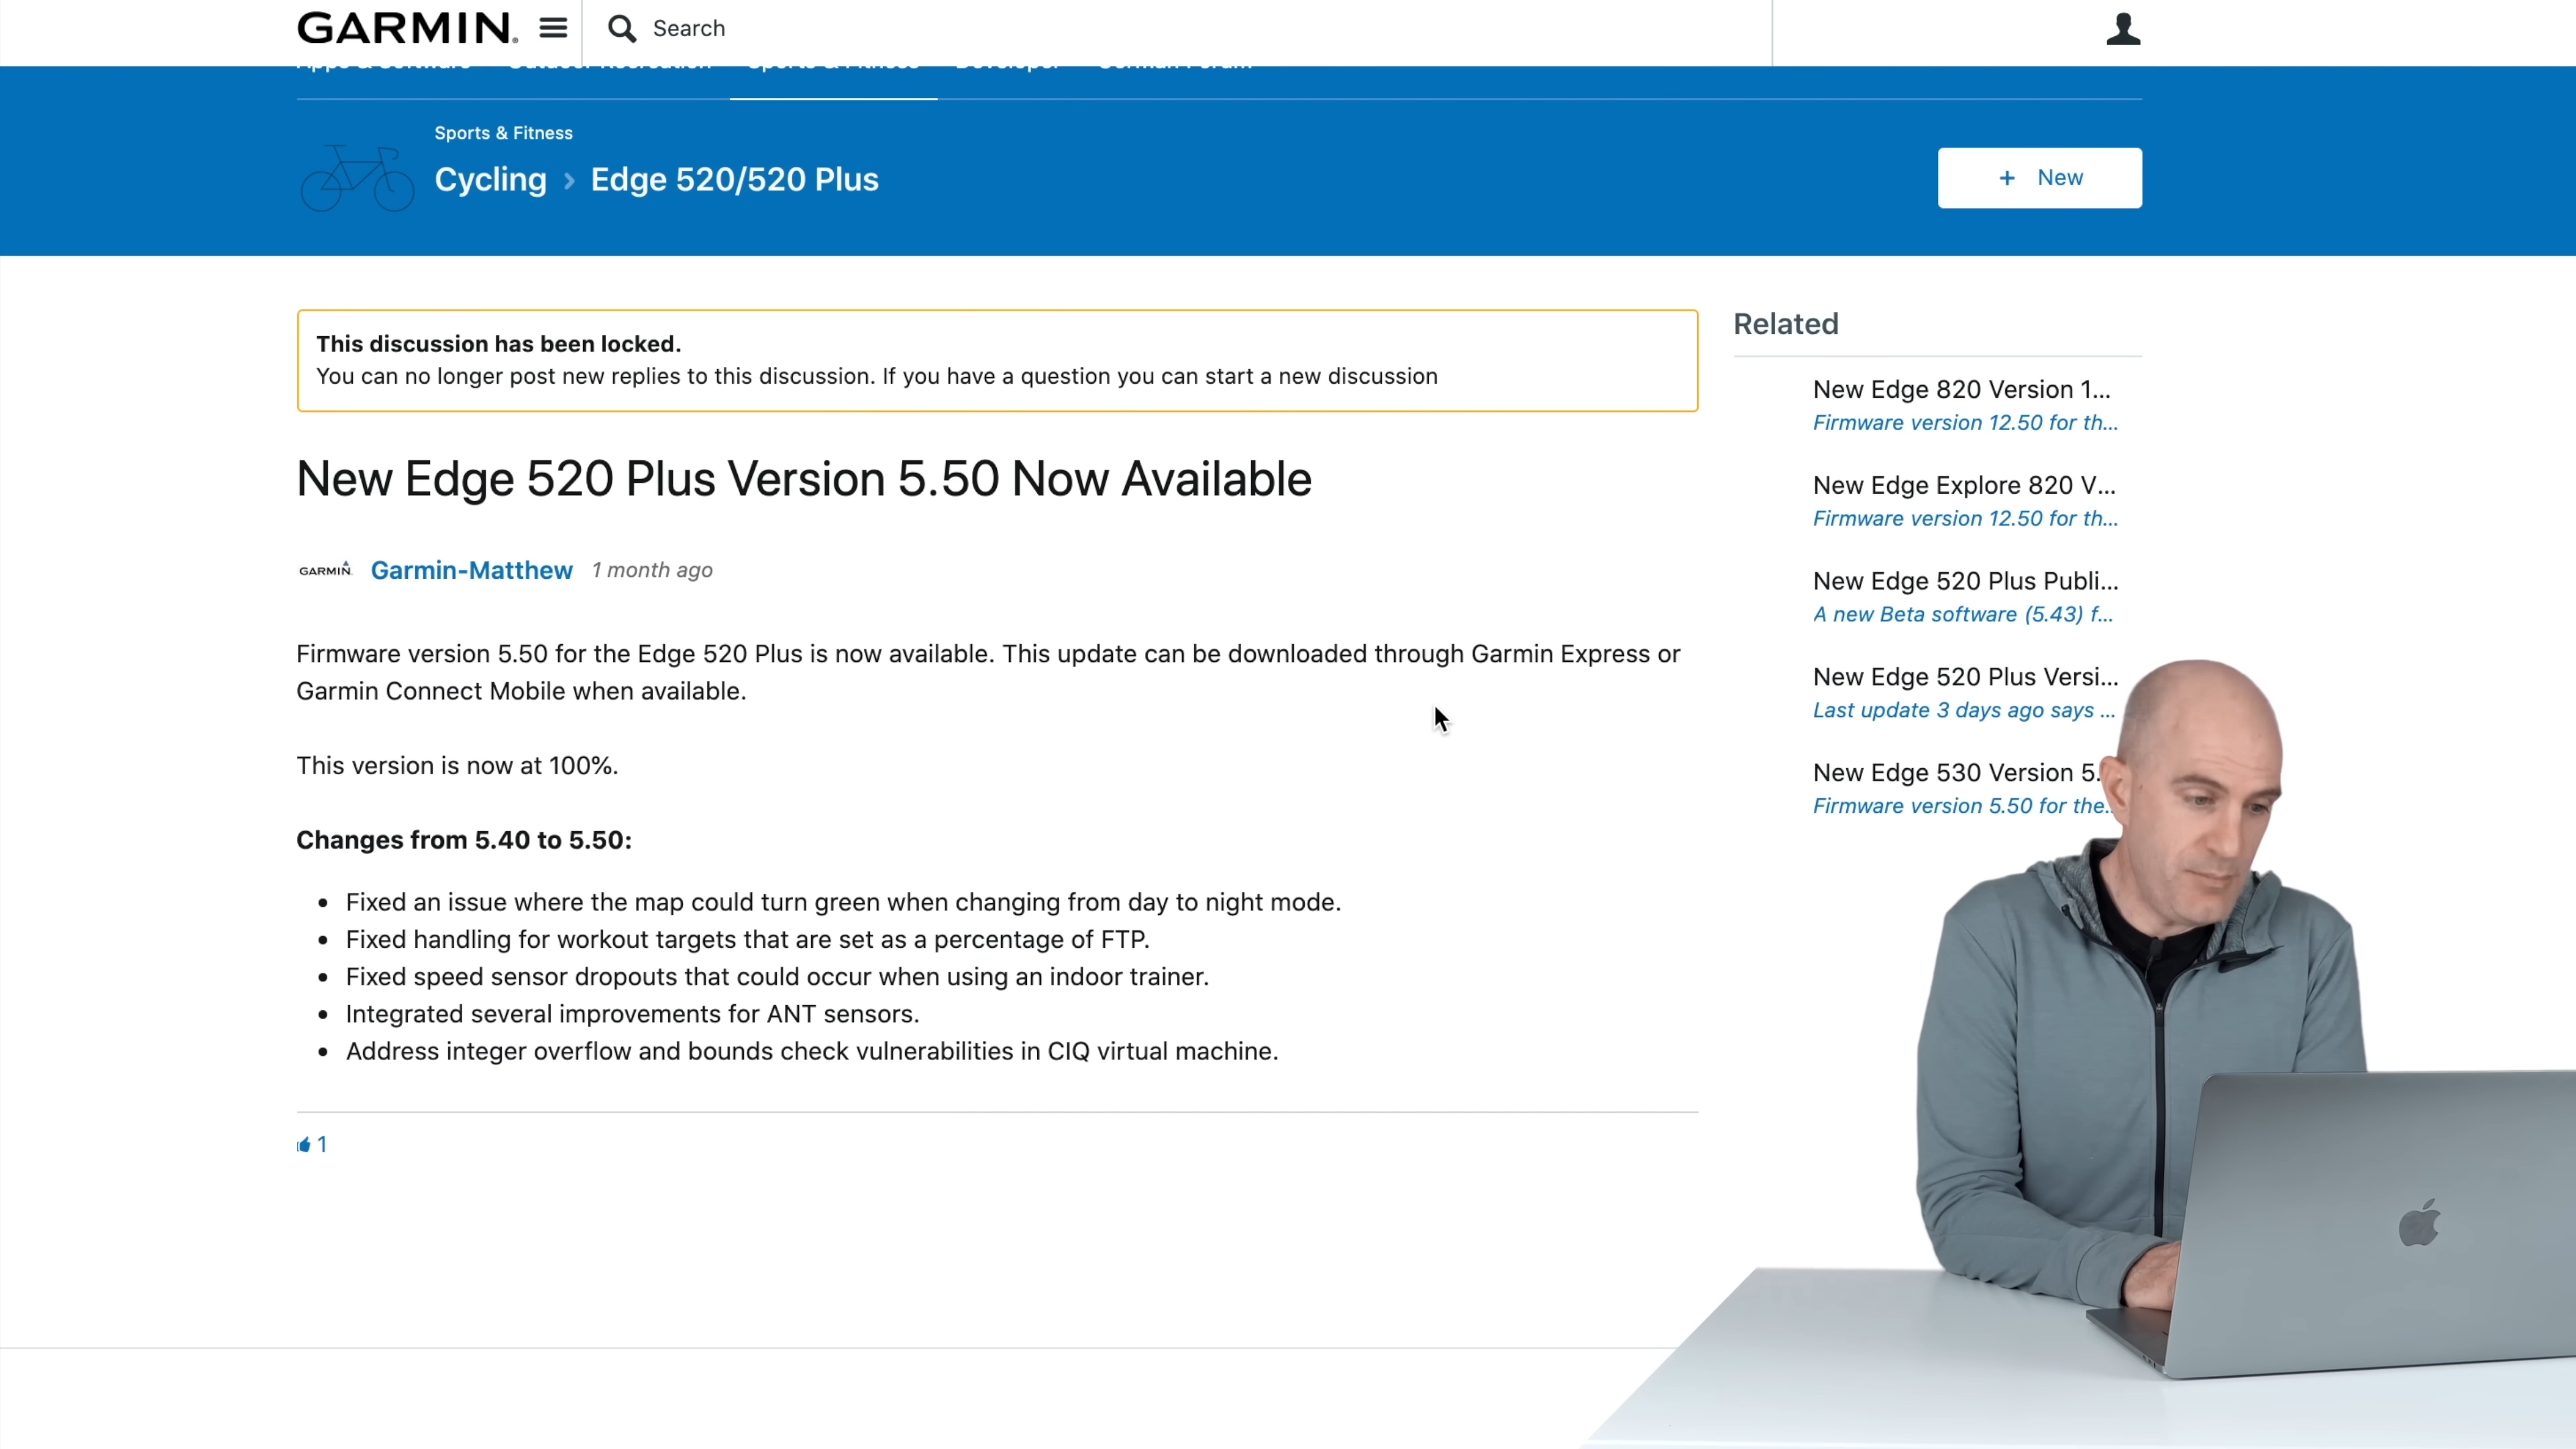 GARMIN
Search
Sports & Fitness
Cycling › Edge 520/520 Plus
+ New
This discussion has been locked.
You can no longer post new replies to this discussion. If you have a question you can start a new discussion
New Edge 520 Plus Version 5.50 Now Available
GARMIN Garmin-Matthew 1 month ago
Firmware version 5.50 for the Edge 520 Plus is now available. This update can be downloaded through Garmin Express or
Garmin Connect Mobile when available.
This version is now at 100%.
Changes from 5.40 to 5.50:
• Fixed an issue where the map could turn green when changing from day to night mode.
• Fixed handling for workout targets that are set as a percentage of FTP.
• Fixed speed sensor dropouts that could occur when using an indoor trainer.
• Integrated several improvements for ANT sensors.
• Address integer overflow and bounds check vulnerabilities in CIQ virtual machine.
1
Related
New Edge 820 Version 1...
Firmware version 12.50 for th...
New Edge Explore 820 V...
Firmware version 12.50 for th...
New Edge 520 Plus Publi...
A new Beta software (5.43) f...
New Edge 520 Plus Versi...
Last update 3 days ago says ...
New Edge 530 Version 5.
Firmware version 5.50 for the..